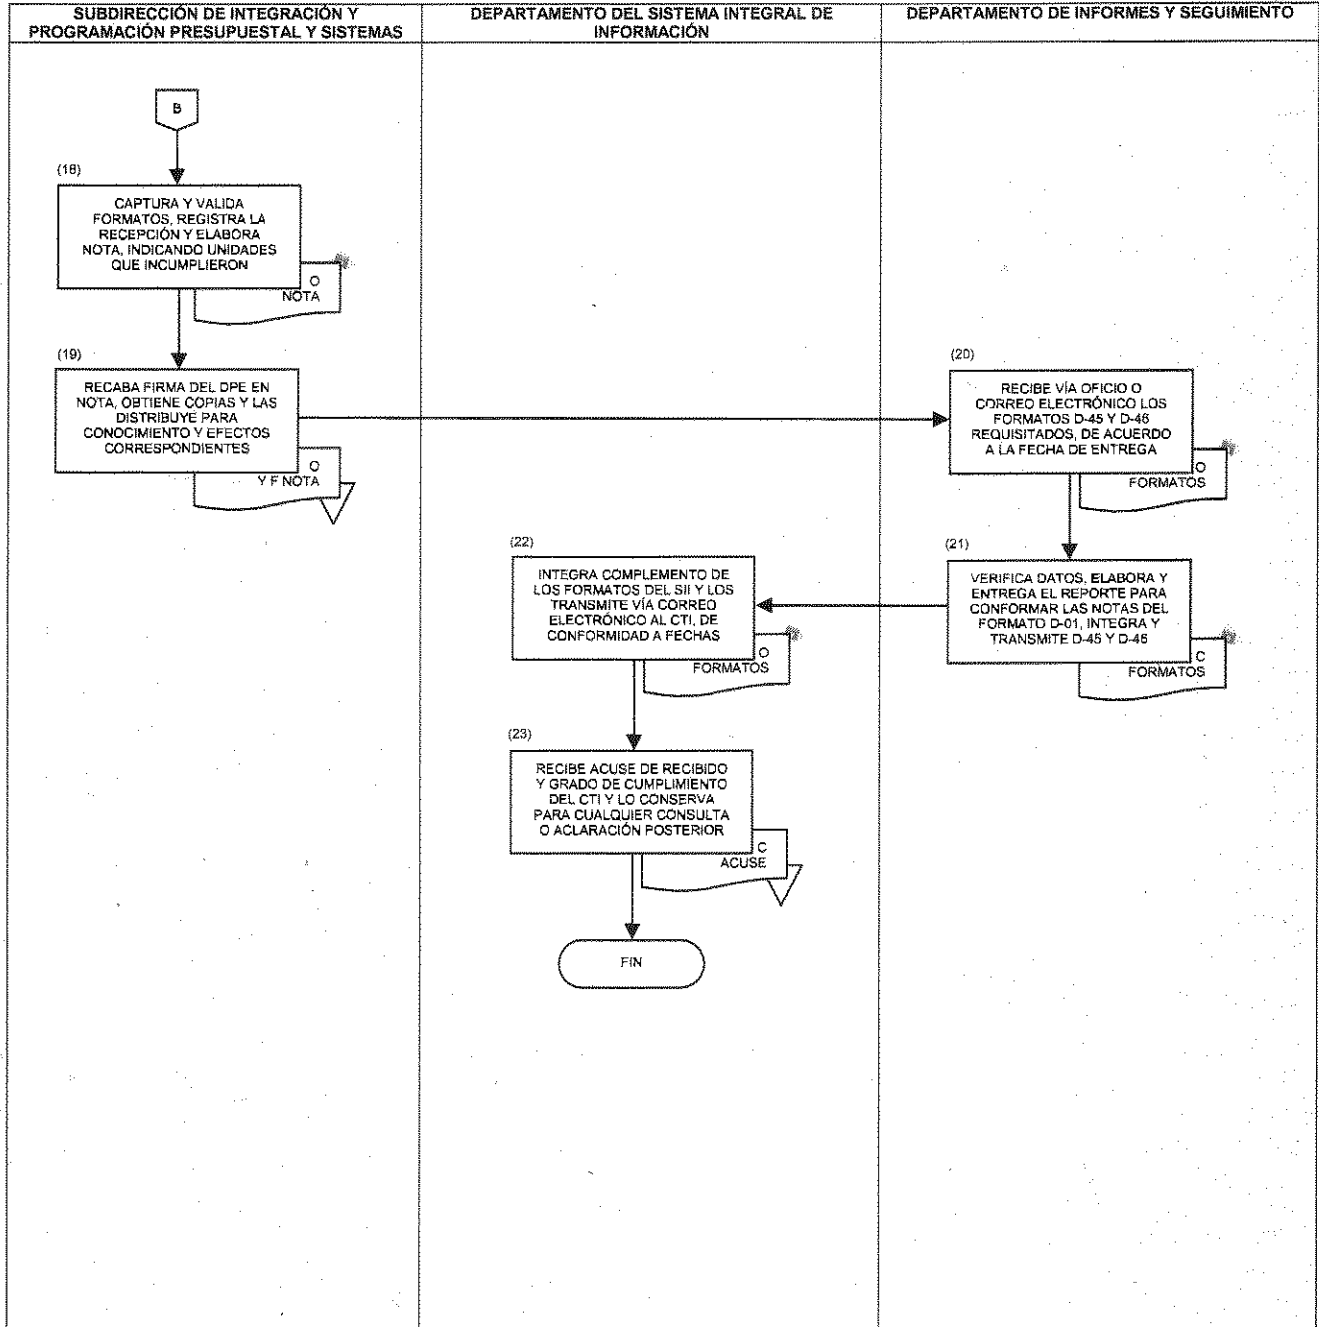 SUBDIRECCIÓN DE INTEGRACIÓN Y
PROGRAMACIÓN PRESUPUESTAL Y SISTEMAS
DEPARTAMENTO DEL SISTEMA INTEGRAL DE
INFORMACIÓN
DEPARTAMENTO DE INFORMES Y SEGUIMIENTO
B
(18)
CAPTURA Y VALIDA
FORMATOS, REGISTRA LA
RECEPCIÓN Y ELABORA
NOTA, INDICANDO UNIDADES
QUE INCUMPLIERON
O
NOTA
(19)
RECABA FIRMA DEL DPE EN
NOTA, OBTIENE COPIAS Y LAS
DISTRIBUYE PARA
CONOCIMIENTO Y EFECTOS
CORRESPONDIENTES
O
Y F NOTA
(20)
RECIBE VÍA OFICIO O
CORREO ELECTRÓNICO LOS
FORMATOS D-45 Y D-46
REQUISITADOS, DE ACUERDO
A LA FECHA DE ENTREGA
O
FORMATOS
(21)
VERIFICA DATOS, ELABORA Y
ENTREGA EL REPORTE PARA
CONFORMAR LAS NOTAS DEL
FORMATO D-01, INTEGRA Y
TRANSMITE D-45 Y D-46
C
FORMATOS
(22)
INTEGRA COMPLEMENTO DE
LOS FORMATOS DEL SII Y LOS
TRANSMITE VÍA CORREO
ELECTRÓNICO AL CTI, DE
CONFORMIDAD A FECHAS
O
FORMATOS
(23)
RECIBE ACUSE DE RECIBIDO
Y GRADO DE CUMPLIMIENTO
DEL CTI Y LO CONSERVA
PARA CUALQUIER CONSULTA
O ACLARACIÓN POSTERIOR
C
ACUSE
FIN